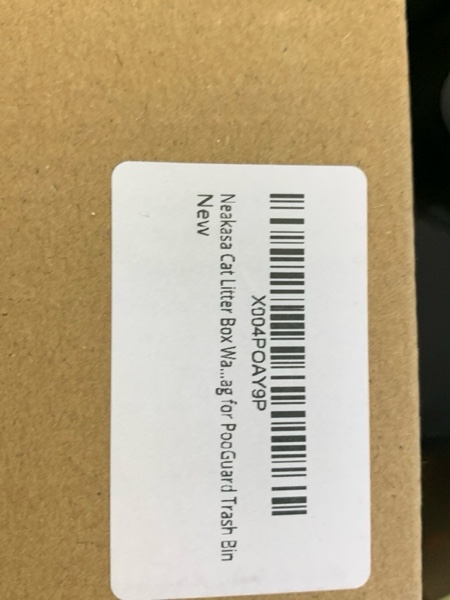 X004POAY9P
Neakasa Cat Litter Box Wa...ag for PooGuard Trash Bin
New